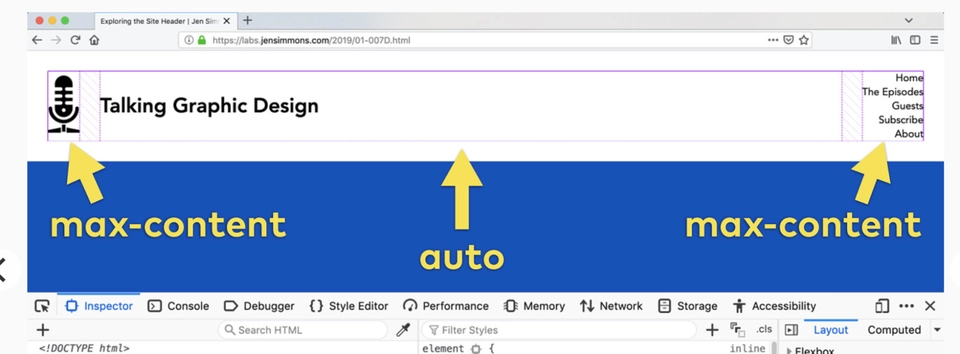 Exploring the Site Header | Jen Sim
https://labs.jensimmons.com/2019/01-007D.html
Talking Graphic Design
Home
The Episodes
Guests
Subscribe
About
max-content
auto
max-content
Inspector Console Debugger {} Style Editor Performance Memory Network Storage Accessibility
+ Search HTML Filter Styles + .cls Layout Computed
<!DOCTYPE html> element { inline Flexbox